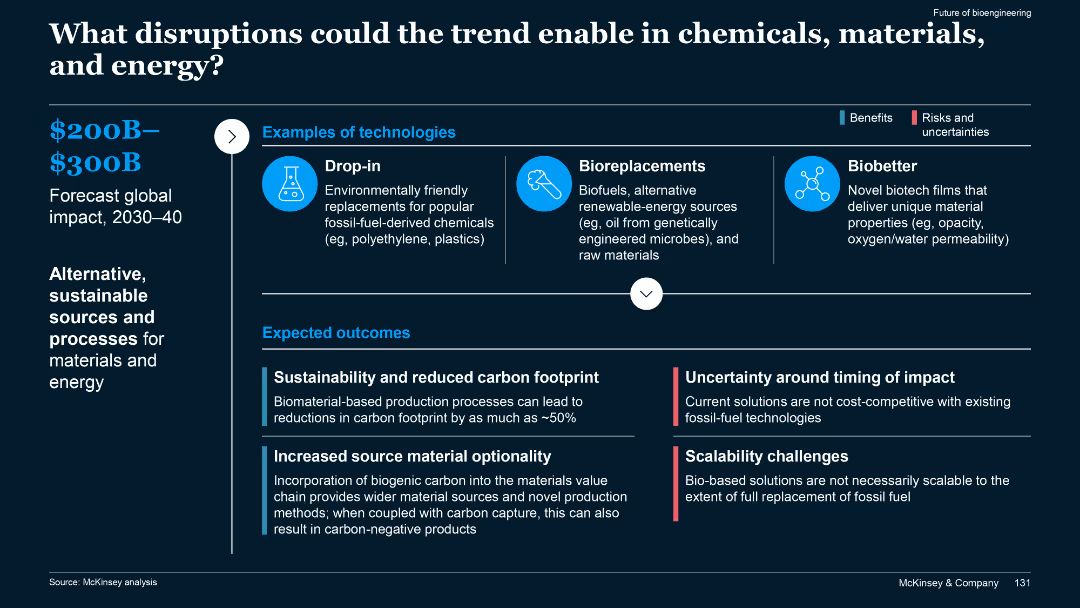 Future of bioengineering
What disruptions could the trend enable in chemicals, materials,
and energy?
$200B–
$300B
Forecast global
impact, 2030–40
Alternative,
sustainable
sources and
processes for
materials and
energy
Benefits
Risks and
uncertainties
Examples of technologies
Drop-in
Environmentally friendly
replacements for popular
fossil-fuel-derived chemicals
(eg, polyethylene, plastics)
Bioreplacements
Biofuels, alternative
renewable-energy sources
(eg, oil from genetically
engineered microbes), and
raw materials
Biobetter
Novel biotech films that
deliver unique material
properties (eg, opacity,
oxygen/water permeability)
Expected outcomes
Sustainability and reduced carbon footprint
Biomaterial-based production processes can lead to
reductions in carbon footprint by as much as ~50%
Increased source material optionality
Incorporation of biogenic carbon into the materials value
chain provides wider material sources and novel production
methods; when coupled with carbon capture, this can also
result in carbon-negative products
Uncertainty around timing of impact
Current solutions are not cost-competitive with existing
fossil-fuel technologies
Scalability challenges
Bio-based solutions are not necessarily scalable to the
extent of full replacement of fossil fuel
Source: McKinsey analysis
McKinsey & Company 131